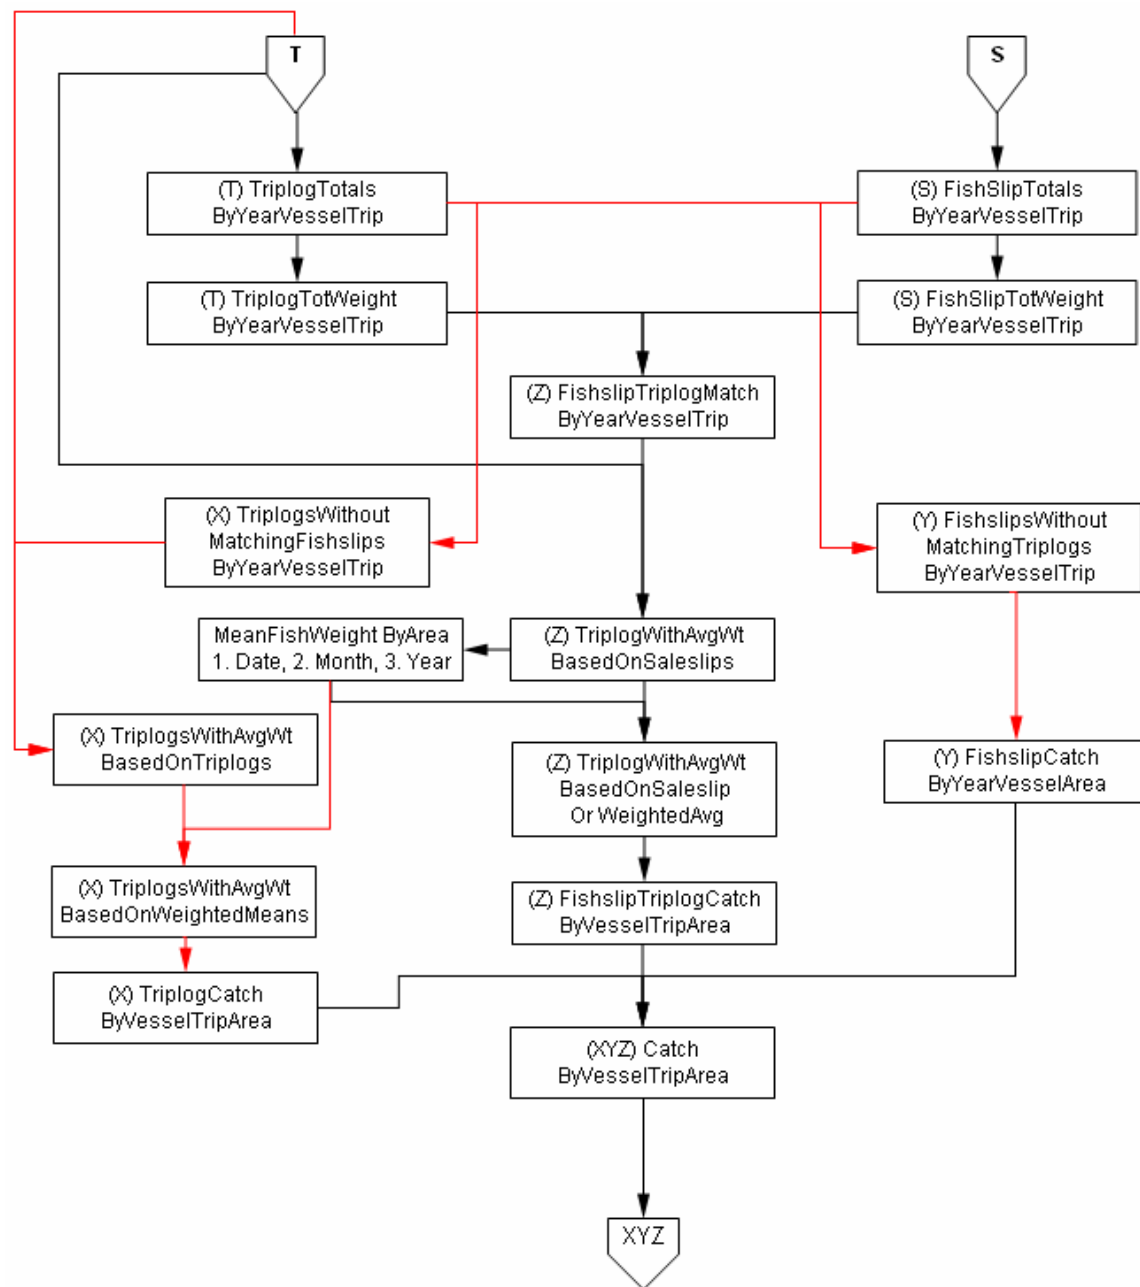 T
S
(T) TriplogTotals
ByYearVesselTrip
(S) FishSlipTotals
ByYearVesselTrip
(T) TriplogTotWeight
ByYearVesselTrip
(S) FishSlipTotWeight
ByYearVesselTrip
(Z) FishslipTriplogMatch
ByYearVesselTrip
(X) TriplogsWithout
MatchingFishslips
ByYearVesselTrip
(Y) FishslipsWithout
MatchingTriplogs
ByYearVesselTrip
MeanFishWeight ByArea
1. Date, 2. Month, 3. Year
(Z) TriplogWithAvgWt
BasedOnSaleslips
(X) TriplogsWithAvgWt
BasedOnTriplogs
(Z) TriplogWithAvgWt
BasedOnSaleslip
Or WeightedAvg
(Y) FishslipCatch
ByYearVesselArea
(X) TriplogsWithAvgWt
BasedOnWeightedMeans
(Z) FishslipTriplogCatch
ByVesselTripArea
(X) TriplogCatch
ByVesselTripArea
(XYZ) Catch
ByVesselTripArea
XYZ